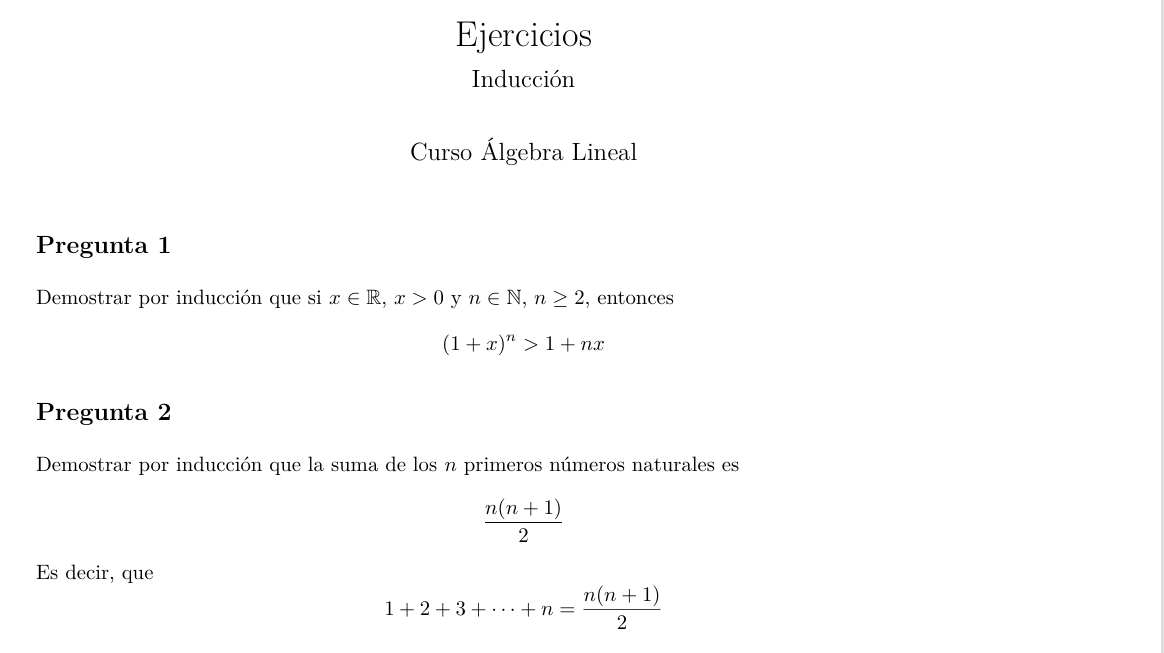 Ejercicios
Inducción
Curso Álgebra Lineal
Pregunta 1
Demostrar por inducción que si x ∈ ℝ, x > 0 y n ∈ ℕ, n ≥ 2, entonces
(1 + x)^n > 1 + nx
Pregunta 2
Demostrar por inducción que la suma de los n primeros números naturales es
n(n + 1)
2
Es decir, que
1 + 2 + 3 + ··· + n = n(n + 1) / 2